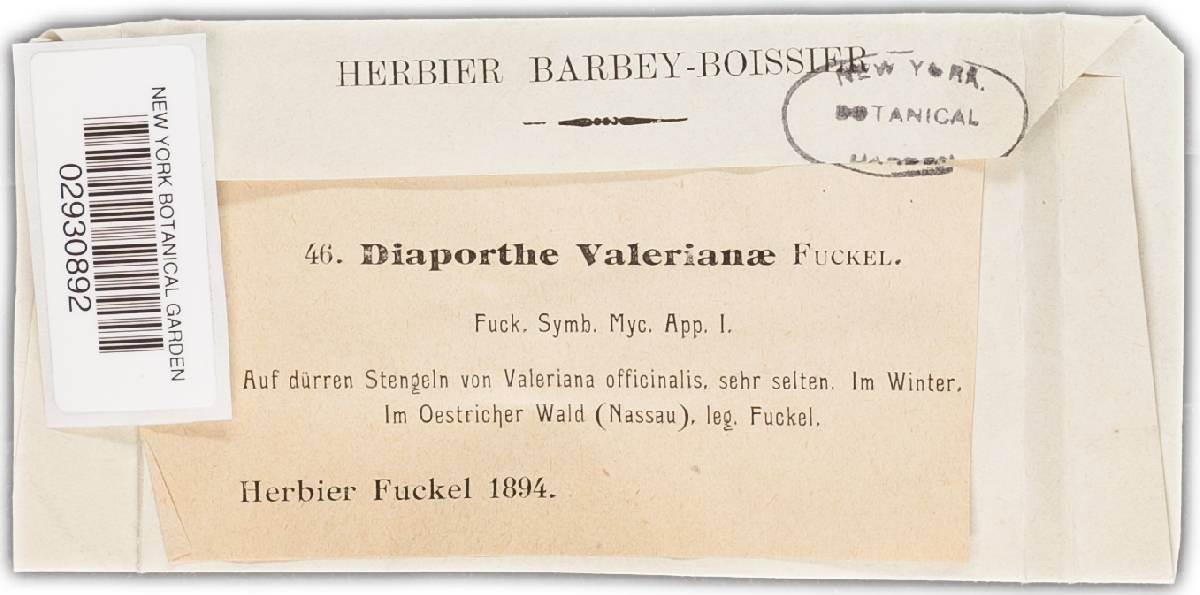 HERBIER BARBEY-BOISSIER
NEW YORK
BOTANICAL
GARDEN
NEW YORK BOTANICAL GARDEN
02930892
46. Diaporthe Valerianæ FUCKEL.
Fuck. Symb. Myc. App. I.
Auf dürren Stengeln von Valeriana officinalis, sehr selten. Im Winter.
Im Oestricher Wald (Nassau), leg. Fuckel.
Herbier Fuckel 1894.